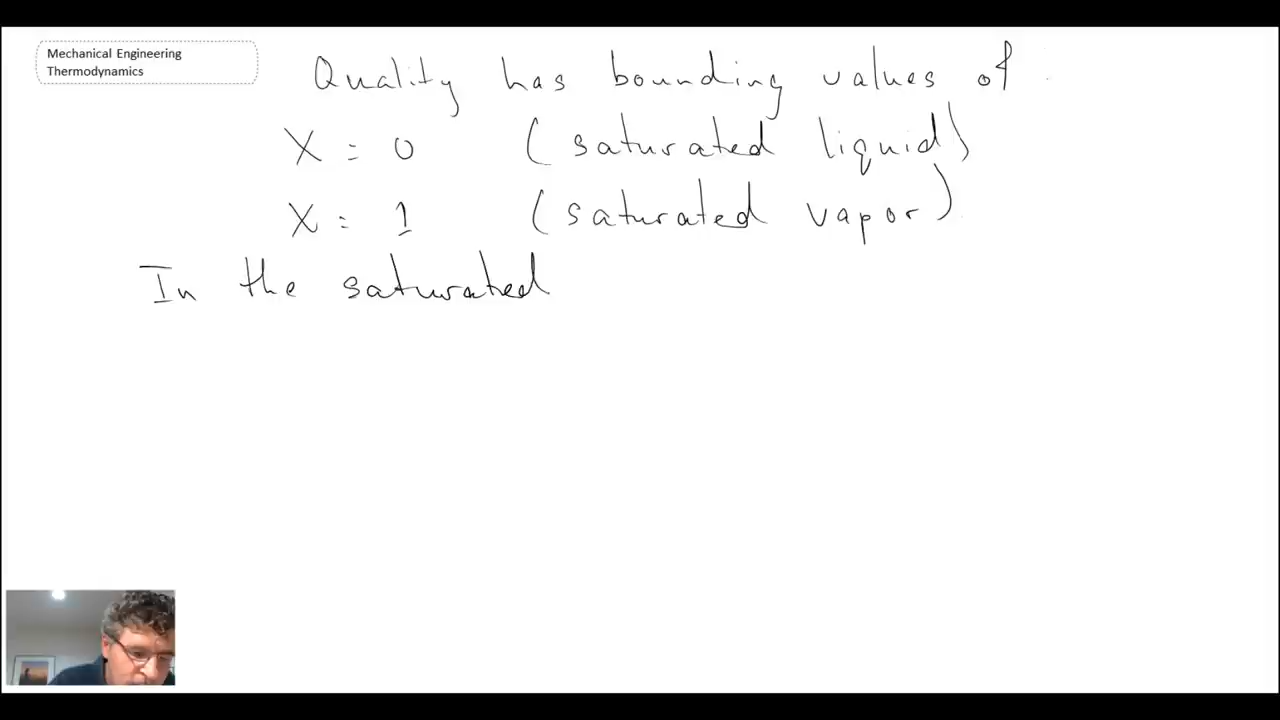 Mechanical Engineering
Thermodynamics
Quality has bounding values of
X = 0 (saturated liquid)
X = 1 (saturated vapor)
In the saturated